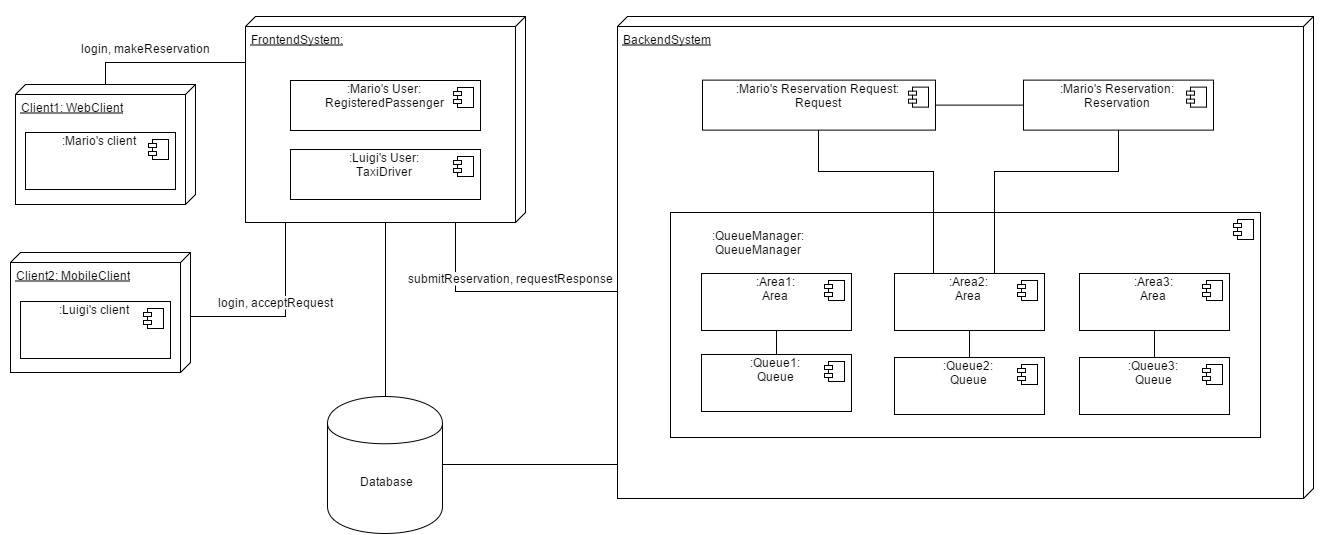 login, makeReservation
Client1: WebClient
:Mario's client
Client2: MobileClient
:Luigi's client
login, acceptRequest
FrontendSystem:
:Mario's User:
RegisteredPassenger
:Luigi's User:
TaxiDriver
submitReservation, requestResponse
Database
BackendSystem
:Mario's Reservation Request:
Request
:Mario's Reservation:
Reservation
:QueueManager:
QueueManager
:Area1:
Area
:Area2:
Area
:Area3:
Area
:Queue1:
Queue
:Queue2:
Queue
:Queue3:
Queue